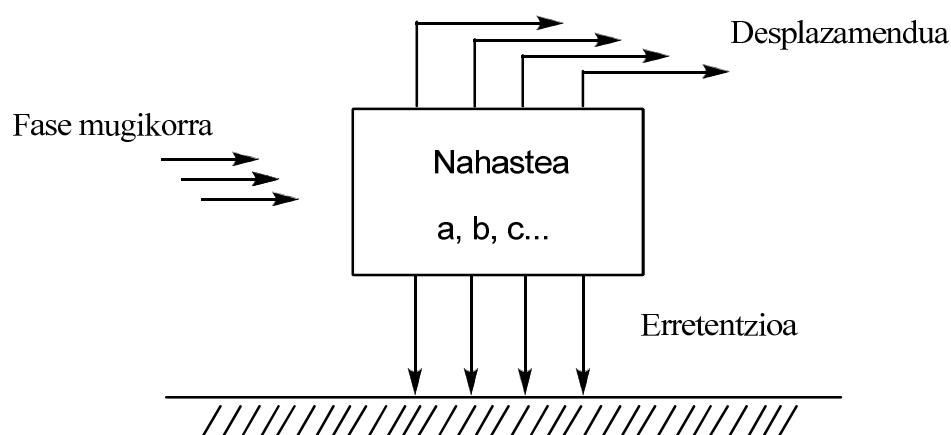 Desplazamendua
Fase mugikorra
Nahastea
a, b, c...
Erretentzioa